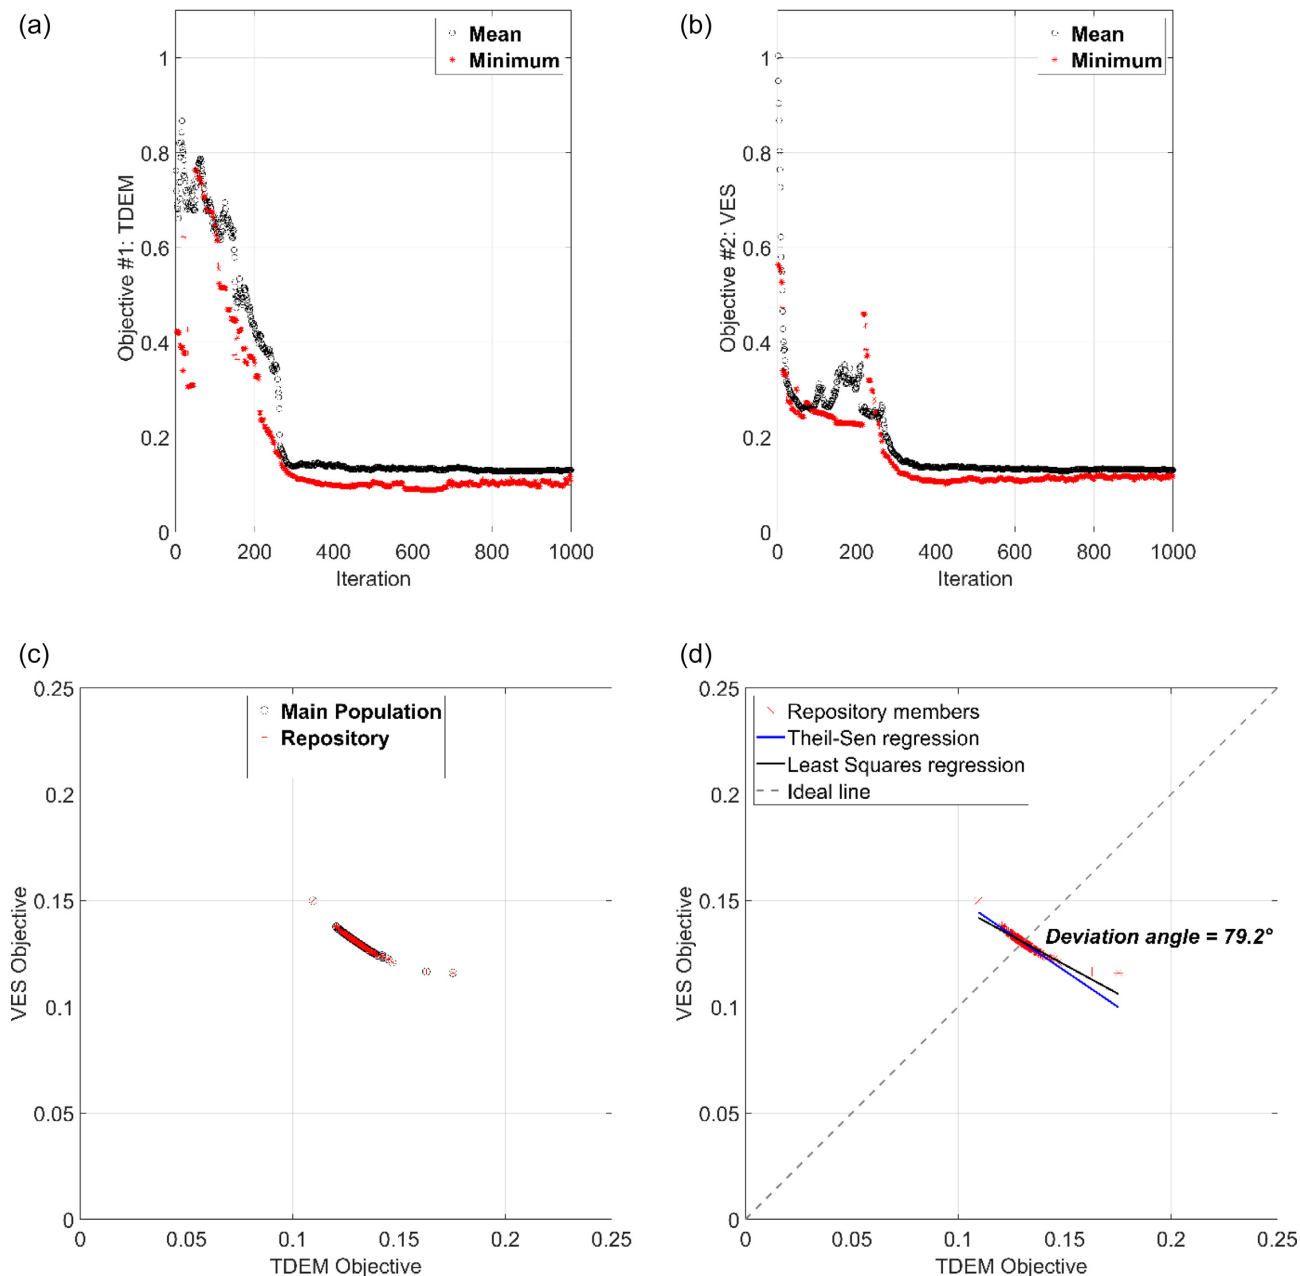 (a)
Mean
Minimum
1
0.8
0.6
0.4
0.2
0
0
200
400
600
800
1000
Objective #1: TDEM
Iteration
(b)
Mean
Minimum
1
0.8
0.6
0.4
0.2
0
0
200
400
600
800
1000
Objective #2: VES
Iteration
(c)
Main Population
Repository
0.25
0.2
0.15
0.1
0.05
0
0
0.05
0.1
0.15
0.2
0.25
VES Objective
TDEM Objective
(d)
Repository members
Theil-Sen regression
Least Squares regression
Ideal line
Deviation angle = 79.2°
0.25
0.2
0.15
0.1
0.05
0
0
0.05
0.1
0.15
0.2
0.25
VES Objective
TDEM Objective